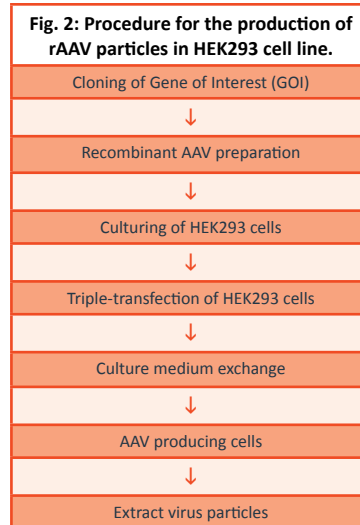 Fig. 2: Procedure for the production of
rAAV particles in HEK293 cell line.
Cloning of Gene of Interest (GOI)
↓
Recombinant AAV preparation
↓
Culturing of HEK293 cells
↓
Triple-transfection of HEK293 cells
↓
Culture medium exchange
↓
AAV producing cells
↓
Extract virus particles